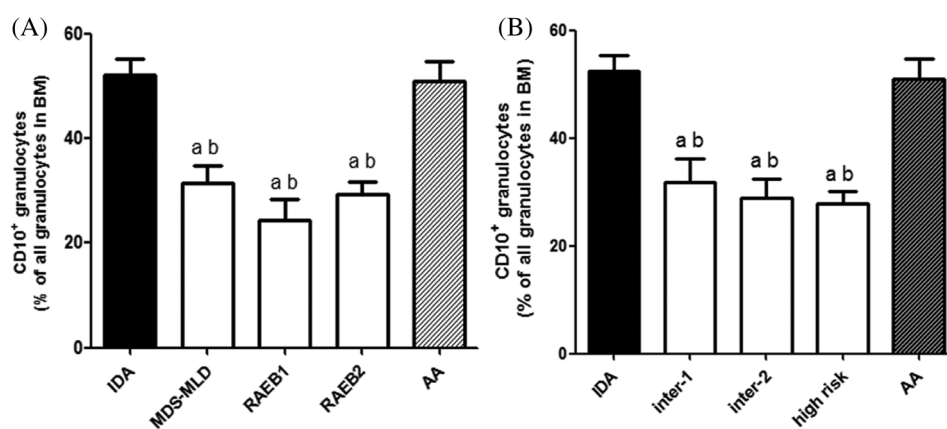 (A)
CD10⁺ granulocytes
(% of all granulocytes in BM)
60
40
20
0
a b
a b
a b
IDA
MDS-MLD
RAEB1
RAEB2
AA
(B)
CD10⁺ granulocytes
(% of all granulocytes in BM)
60
40
20
0
a b
a b
a b
IDA
inter-1
inter-2
high risk
AA